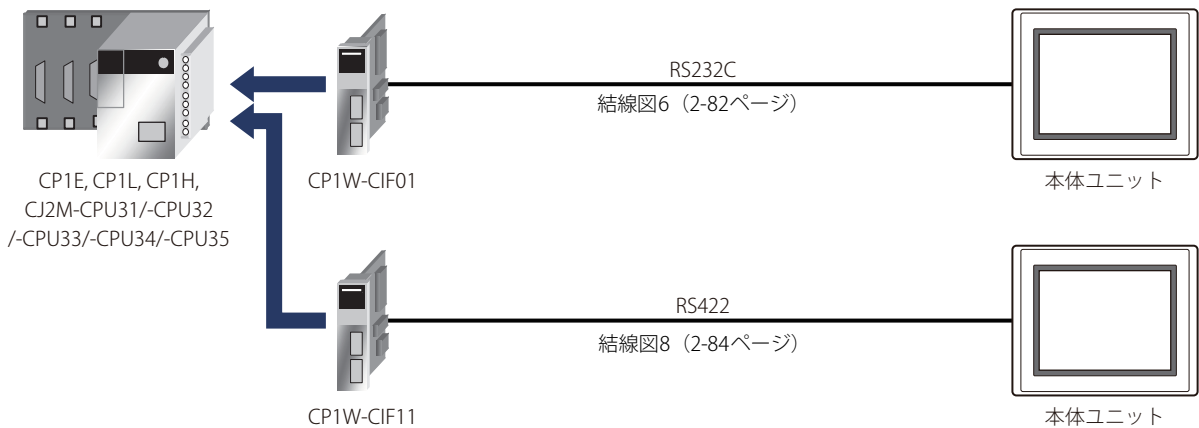 RS232C
結線図6（2-82ページ）
CP1E, CP1L, CP1H,
CJ2M-CPU31/-CPU32
/-CPU33/-CPU34/-CPU35
CP1W-CIF01
本体ユニット
RS422
結線図8（2-84ページ）
CP1W-CIF11
本体ユニット